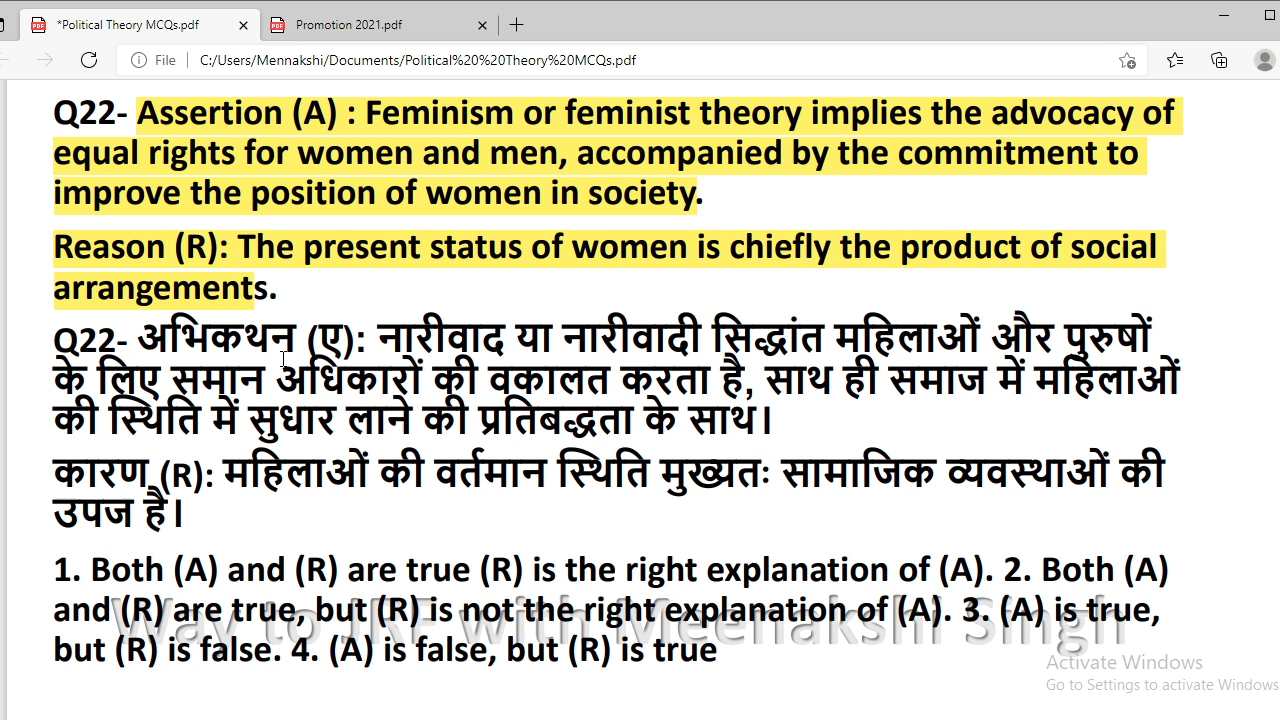 *Political Theory MCQs.pdf
Promotion 2021.pdf
File
C:/Users/Mennakshi/Documents/Political%20%20Theory%20MCQs.pdf
Q22- Assertion (A) : Feminism or feminist theory implies the advocacy of
equal rights for women and men, accompanied by the commitment to
improve the position of women in society.
Reason (R): The present status of women is chiefly the product of social
arrangements.
Q22- अभिकथन (ए): नारीवाद या नारीवादी सिद्धांत महिलाओं और पुरुषों
के लिए समान अधिकारों की वकालत करता है, साथ ही समाज में महिलाओं
की स्थिति में सुधार लाने की प्रतिबद्धता के साथ।
कारण (R): महिलाओं की वर्तमान स्थिति मुख्यतः सामाजिक व्यवस्थाओं की
उपज है।
1. Both (A) and (R) are true (R) is the right explanation of (A). 2. Both (A)
and (R) are true, but (R) is not the right explanation of (A). 3. (A) is true,
but (R) is false. 4. (A) is false, but (R) is true
Way to JRF with Meenakshi Singh
Activate Windows
Go to Settings to activate Windows